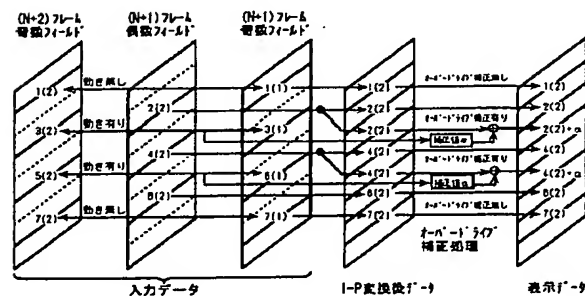 (N+2)フレーム (N+1)フレーム (N+1)フレーム
奇数フィールド 偶数フィールド 奇数フィールド
1(2) 動き無し 1(1) 1(2) オーバードライブ補正無し 1(2)
2(2) 2(2) 2(2)
3(2) 動き有り 3(1) 2(2) オーバードライブ補正有り 2(2)+α
補正値α
4(2) 4(2) 4(2)
5(2) 動き有り 4(2) オーバードライブ補正有り 4(2)+α
補正値α
6(2) 6(2) 6(2)
7(2) 動き無し 7(1) 7(2) オーバードライブ補正無し 7(2)
オーバードライブ
補正処理
入力データ I-P変換後データ 表示データ